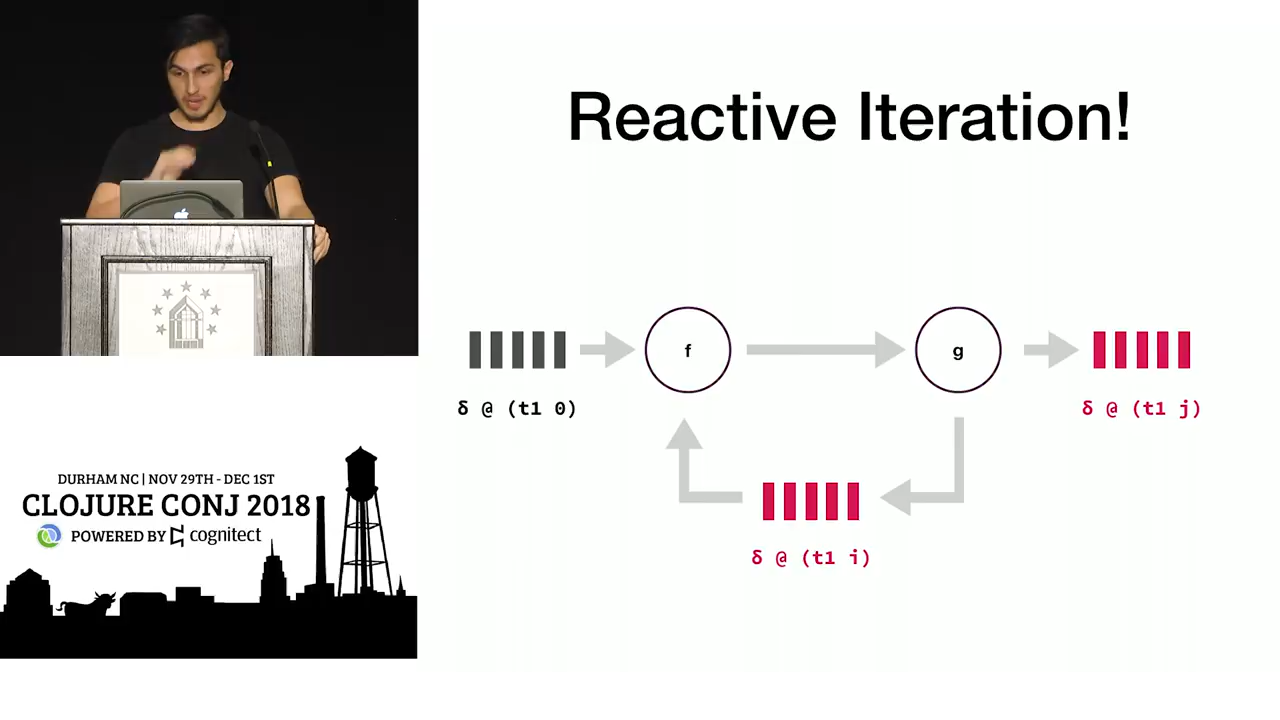 Reactive Iteration!
f
g
δ @ (t1 0)
δ @ (t1 j)
δ @ (t1 i)
DURHAM NC | NOV 29TH - DEC 1ST
CLOJURE CONJ 2018
POWERED BY cognitect